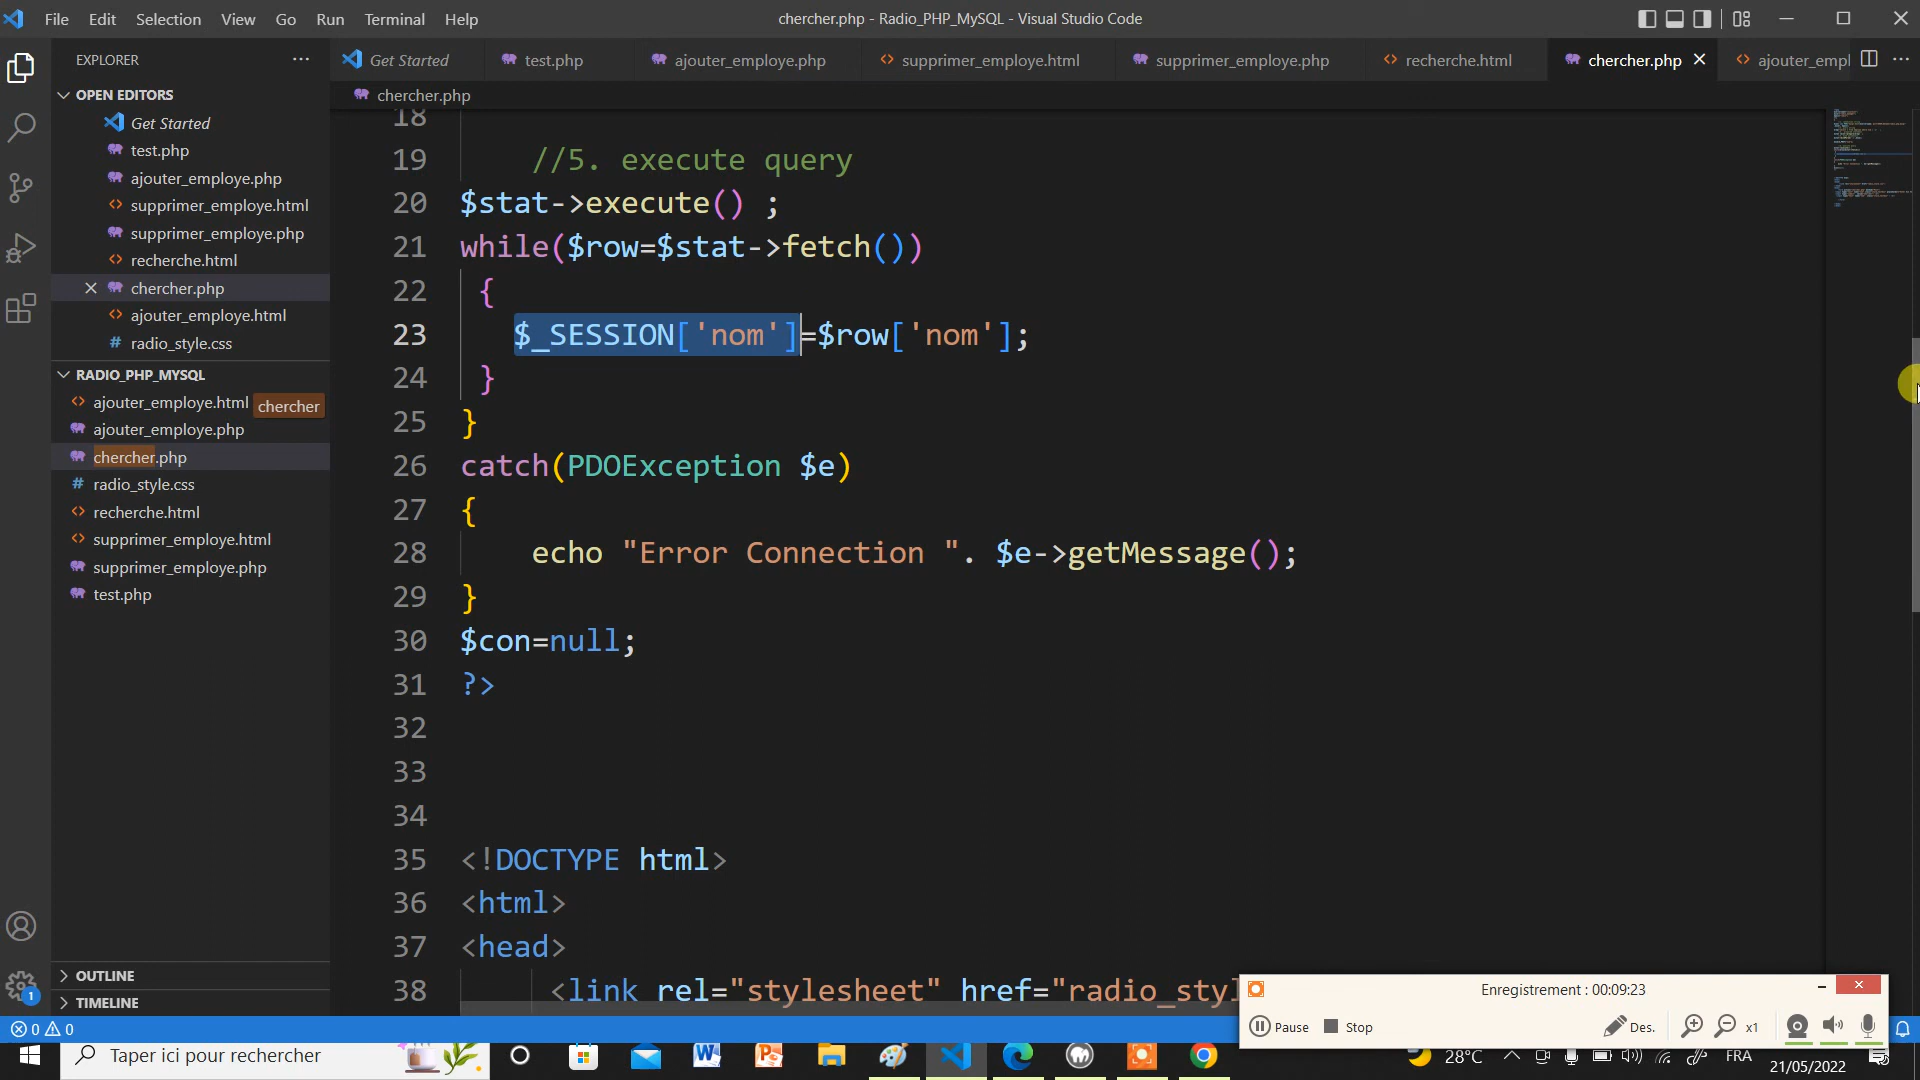 File Edit Selection View Go Run Terminal Help
chercher.php - Radio_PHP_MySQL - Visual Studio Code
EXPLORER
Get Started
test.php
ajouter_employe.php
supprimer_employe.html
supprimer_employe.php
recherche.html
chercher.php
ajouter_empl
OPEN EDITORS
Get Started
test.php
ajouter_employe.php
supprimer_employe.html
supprimer_employe.php
recherche.html
chercher.php
ajouter_employe.html
radio_style.css
RADIO_PHP_MYSQL
ajouter_employe.html
chercher
ajouter_employe.php
chercher.php
radio_style.css
recherche.html
supprimer_employe.html
supprimer_employe.php
test.php
OUTLINE
TIMELINE
chercher.php
18
19 //5. execute query
20 $stat->execute() ;
21 while($row=$stat->fetch())
22 {
23 $_SESSION['nom']=$row['nom'];
24 }
25 }
26 catch(PDOException $e)
27 {
28 echo "Error Connection ". $e->getMessage();
29 }
30 $con=null;
31 ?>
32
33
34
35 <!DOCTYPE html>
36 <html>
37 <head>
38 <link rel="stylesheet" href="radio_styl
Enregistrement : 00:09:23
Pause Stop Des. x1
1
0 0
Taper ici pour rechercher
28°C FRA
21/05/2022